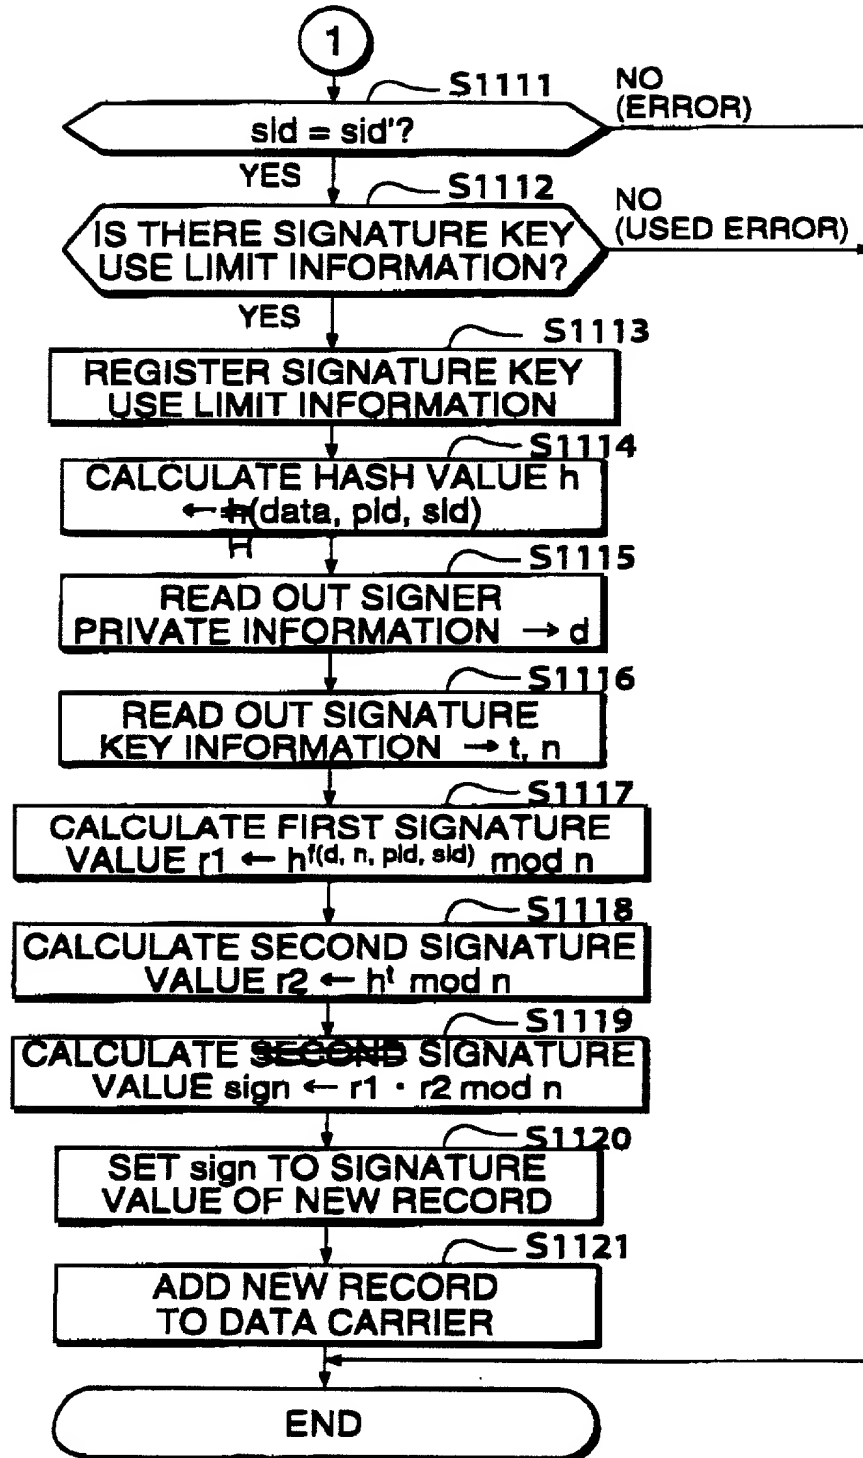 1
S1111
NO
(ERROR)
sid = sid'?
YES
S1112
NO
(USED ERROR)
IS THERE SIGNATURE KEY
USE LIMIT INFORMATION?
YES
S1113
REGISTER SIGNATURE KEY
USE LIMIT INFORMATION
S1114
CALCULATE HASH VALUE h
← h(data, pid, sid)
H
S1115
READ OUT SIGNER
PRIVATE INFORMATION → d
S1116
READ OUT SIGNATURE
KEY INFORMATION → t, n
S1117
CALCULATE FIRST SIGNATURE
VALUE r1 ← h^f(d, n, pid, sid) mod n
S1118
CALCULATE SECOND SIGNATURE
VALUE r2 ← h^t mod n
S1119
CALCULATE SECOND SIGNATURE
VALUE sign ← r1 · r2 mod n
S1120
SET sign TO SIGNATURE
VALUE OF NEW RECORD
S1121
ADD NEW RECORD
TO DATA CARRIER
END